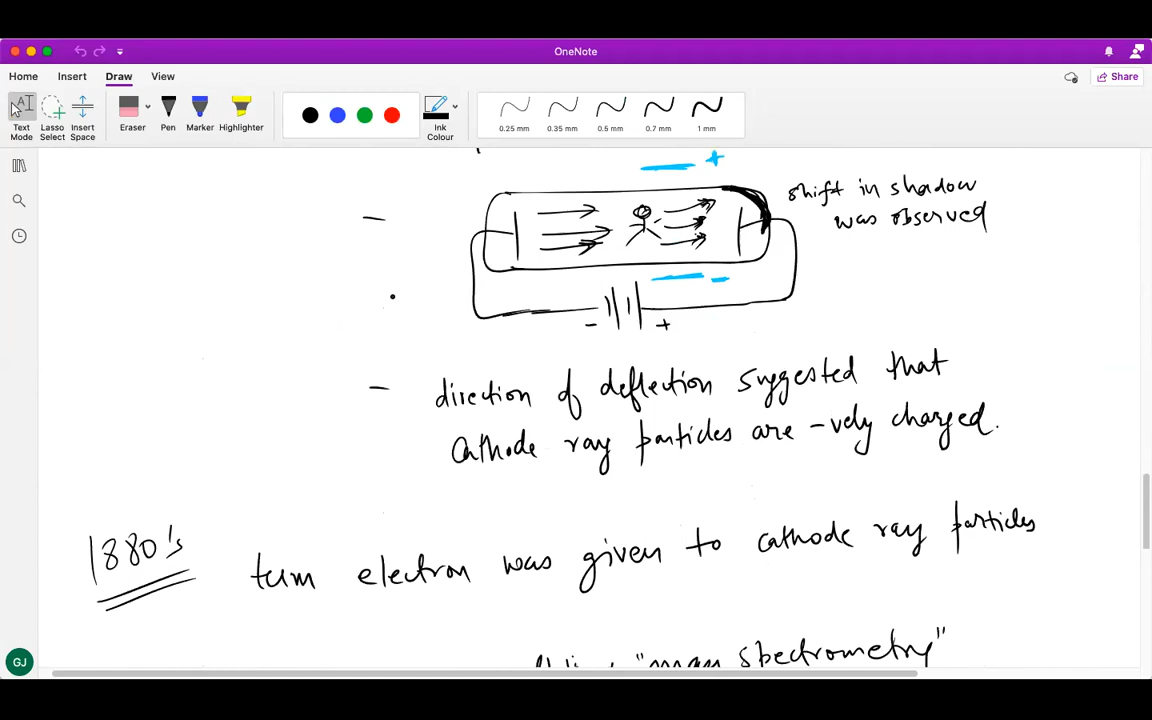 OneNote
Home Insert Draw View
Share
Text Mode
Lasso Select
Insert Space
Eraser
Pen
Marker
Highlighter
Ink Colour
0.25 mm 0.35 mm 0.5 mm 0.7 mm 1 mm
+
- shift in shadow
was observed
-
- +
- direction of deflection suggested that
Cathode ray particles are -vely charged.
1880's term electron was given to cathode ray particles
"mass spectrometry"
GJ